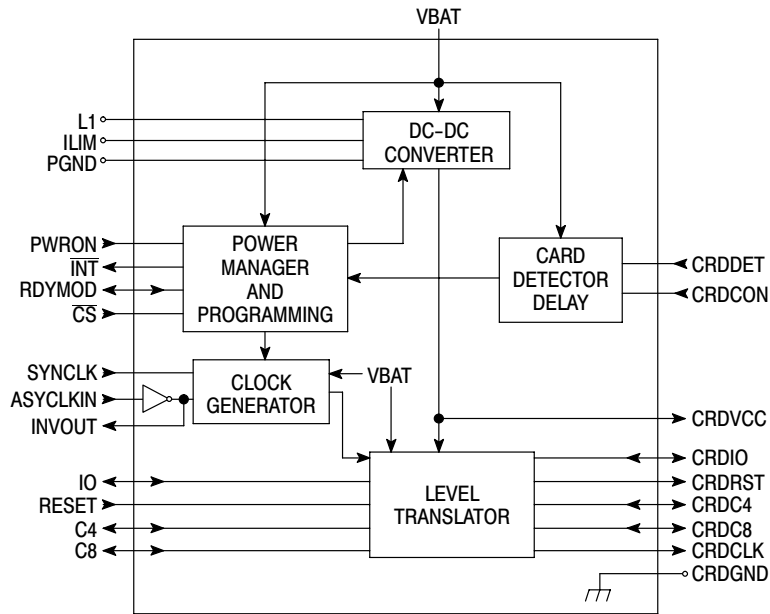 VBAT
L1
ILIM
PGND
DC-DC
CONVERTER
PWRON
INT
RDYMOD
CS
POWER
MANAGER
AND
PROGRAMMING
CARD
DETECTOR
DELAY
CRDDET
CRDCON
SYNCLK
ASYCLKIN
INVOUT
CLOCK
GENERATOR
VBAT
CRDVCC
IO
RESET
C4
C8
LEVEL
TRANSLATOR
CRDIO
CRDRST
CRDC4
CRDC8
CRDCLK
CRDGND